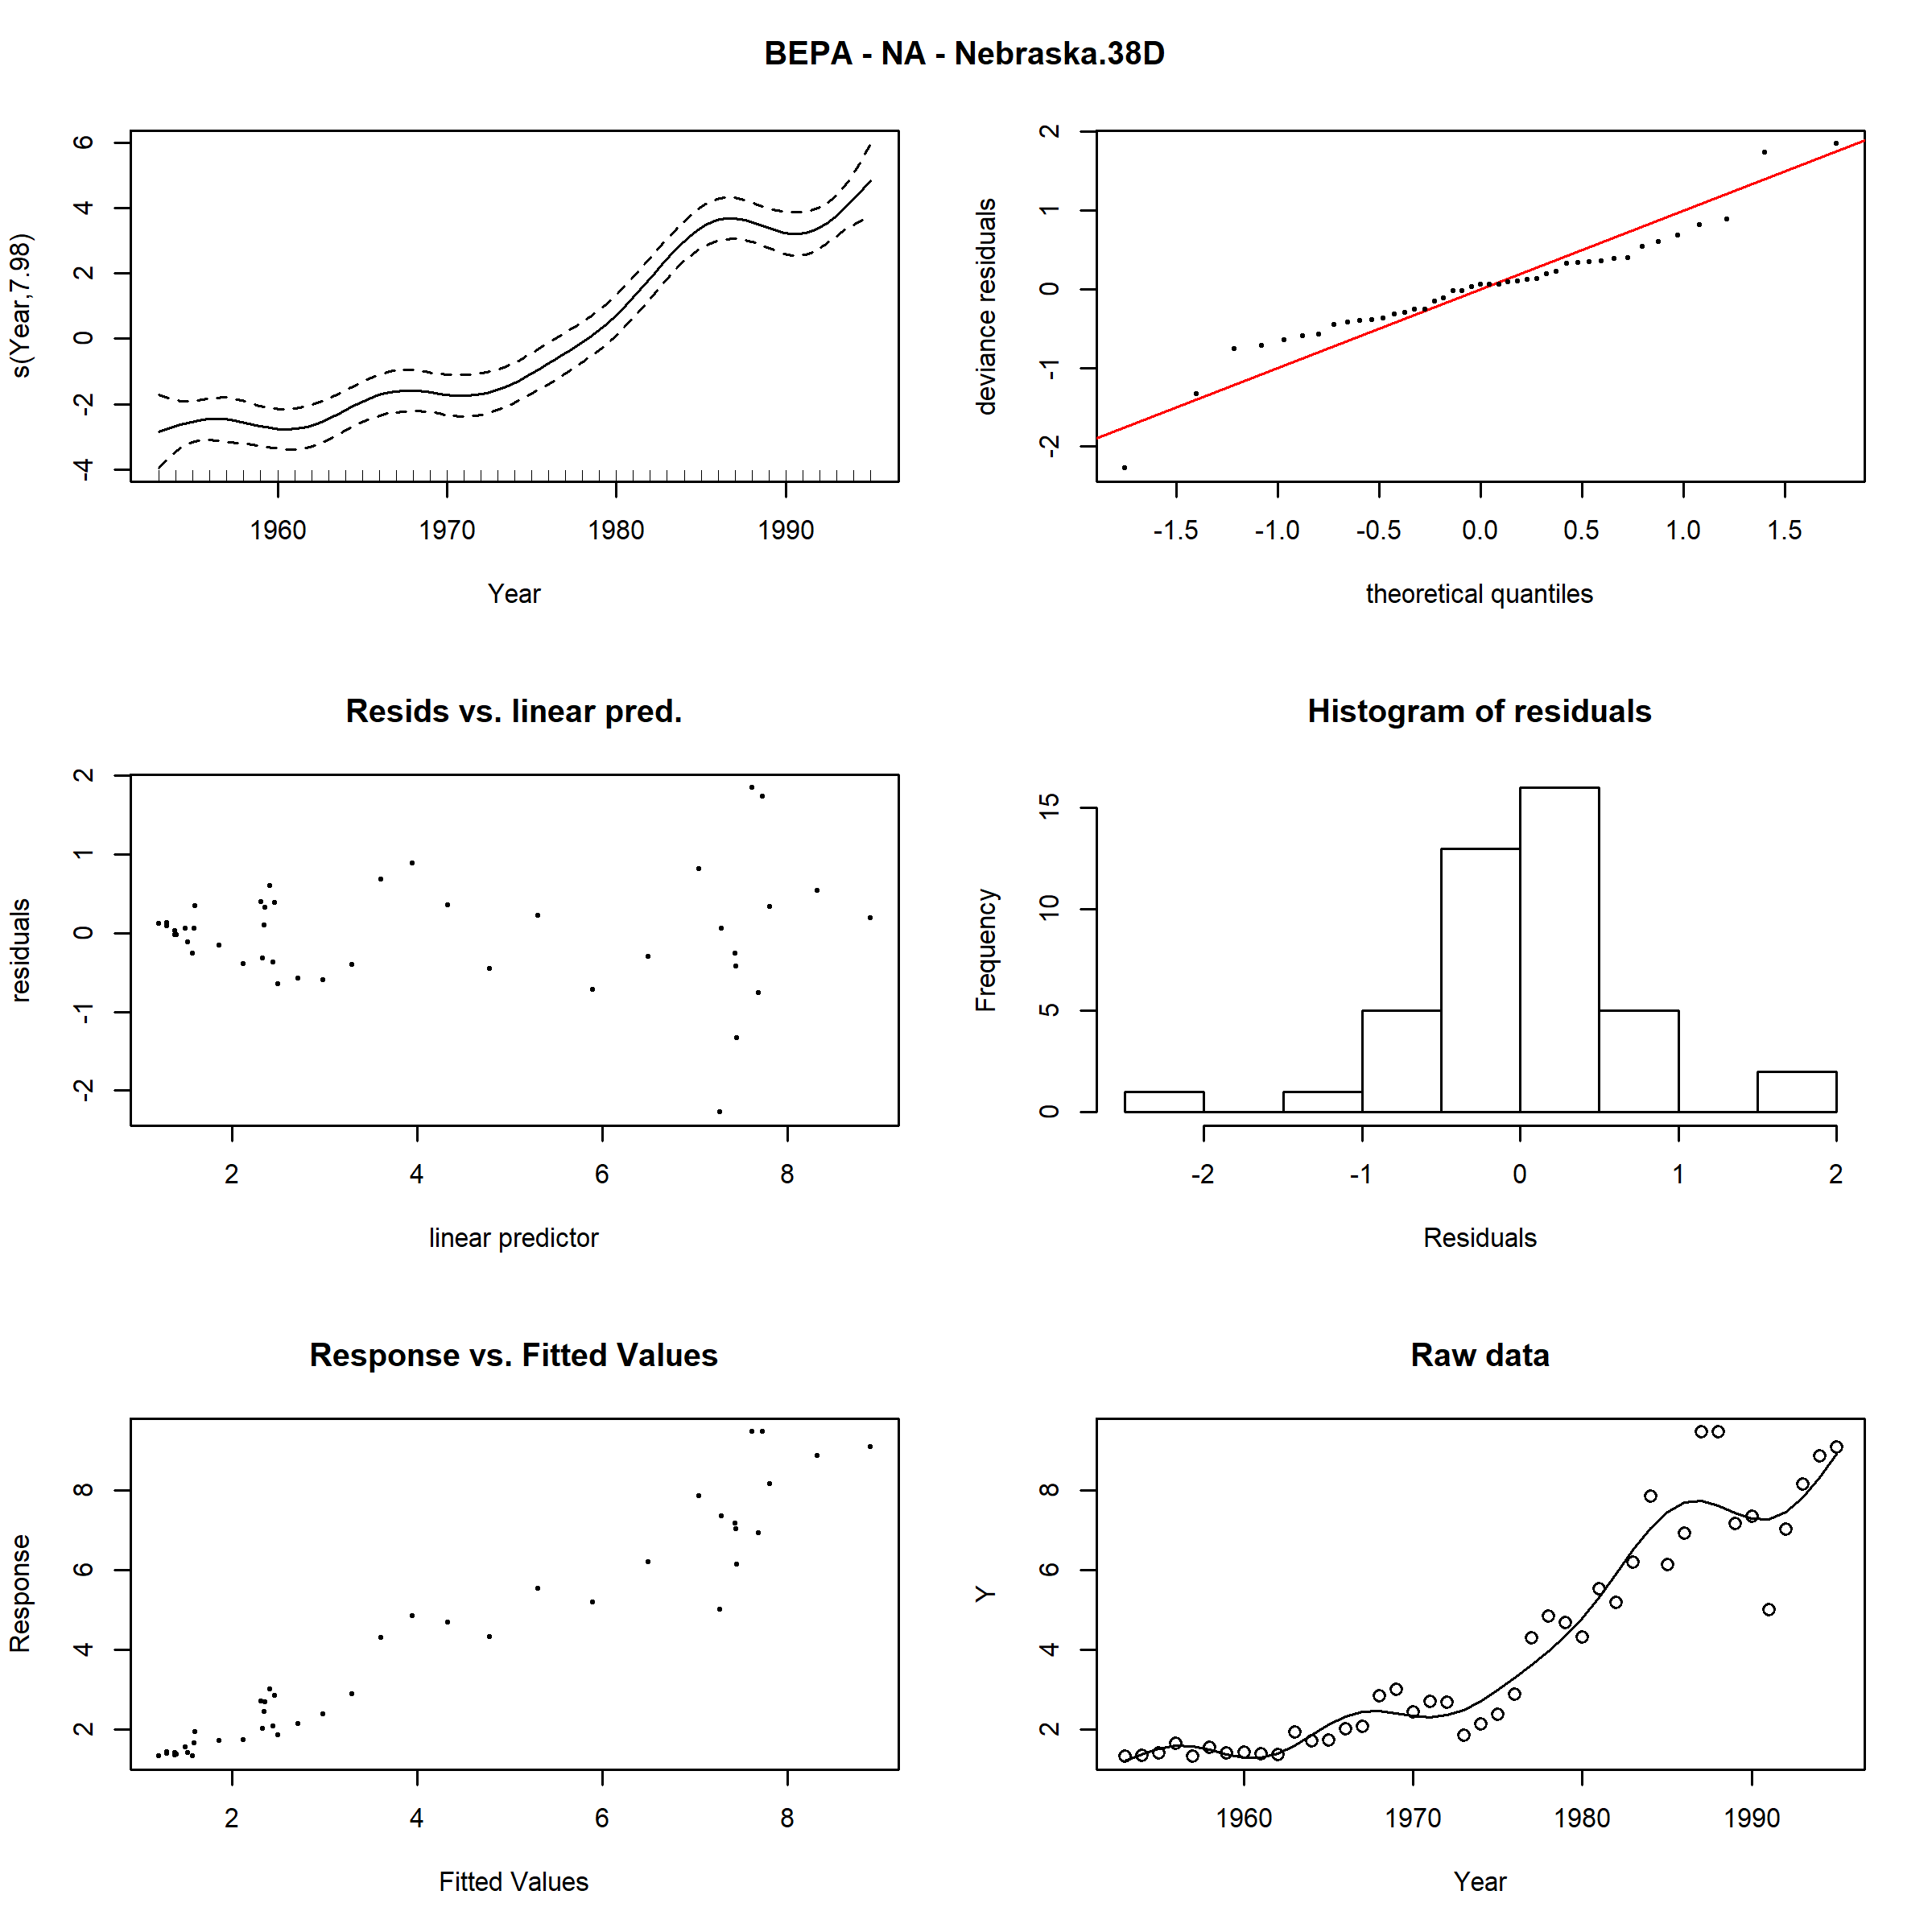 BEPA - NA - Nebraska.38D
s(Year,7.98)
6
4
2
0
-2
-4
1960 1970 1980 1990
Year
deviance residuals
2
1
0
-1
-2
-1.5 -1.0 -0.5 0.0 0.5 1.0 1.5
theoretical quantiles
Resids vs. linear pred.
residuals
2
1
0
-1
-2
2 4 6 8
linear predictor
Histogram of residuals
Frequency
15
10
5
0
-2 -1 0 1 2
Residuals
Response vs. Fitted Values
Response
8
6
4
2
2 4 6 8
Fitted Values
Raw data
Y
8
6
4
2
1960 1970 1980 1990
Year